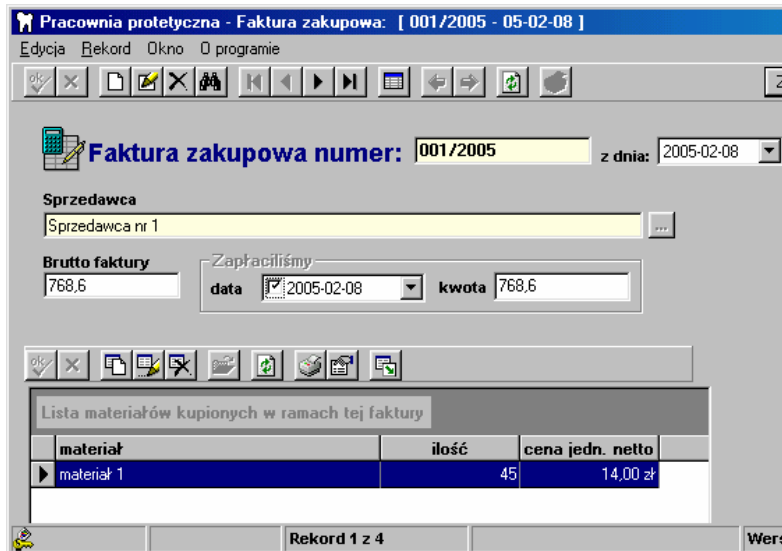 Pracownia protetyczna - Faktura zakupowa: [ 001/2005 - 05-02-08 ]
Edycja Rekord Okno O programie
ok
Faktura zakupowa numer: 001/2005 z dnia: 2005-02-08
Sprzedawca
Sprzedawca nr 1 ...
Brutto faktury Zapłaciliśmy
768,6 data 2005-02-08 kwota 768,6
ok
Lista materiałów kupionych w ramach tej faktury
materiał ilość cena jedn. netto
materiał 1 45 14,00 zł
Rekord 1 z 4